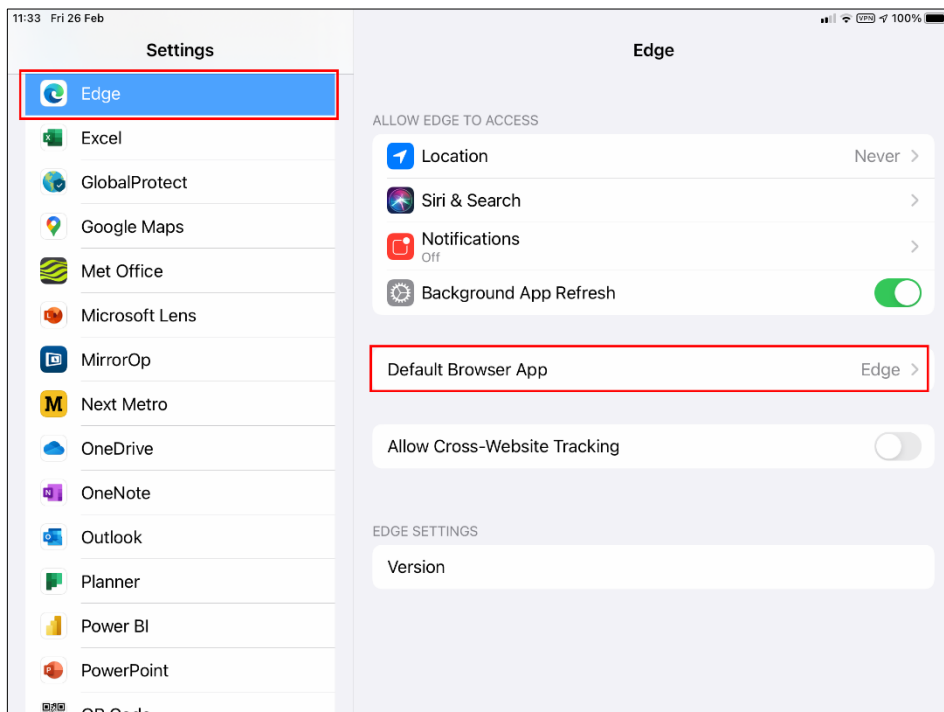 11:33 Fri 26 Feb
VPN 100%
Settings
Edge
Excel
GlobalProtect
Google Maps
Met Office
Microsoft Lens
MirrorOp
M Next Metro
OneDrive
OneNote
Outlook
Planner
Power BI
PowerPoint
Edge
ALLOW EDGE TO ACCESS
Location Never
Siri & Search
Notifications
Off
Background App Refresh
Default Browser App Edge
Allow Cross-Website Tracking
EDGE SETTINGS
Version